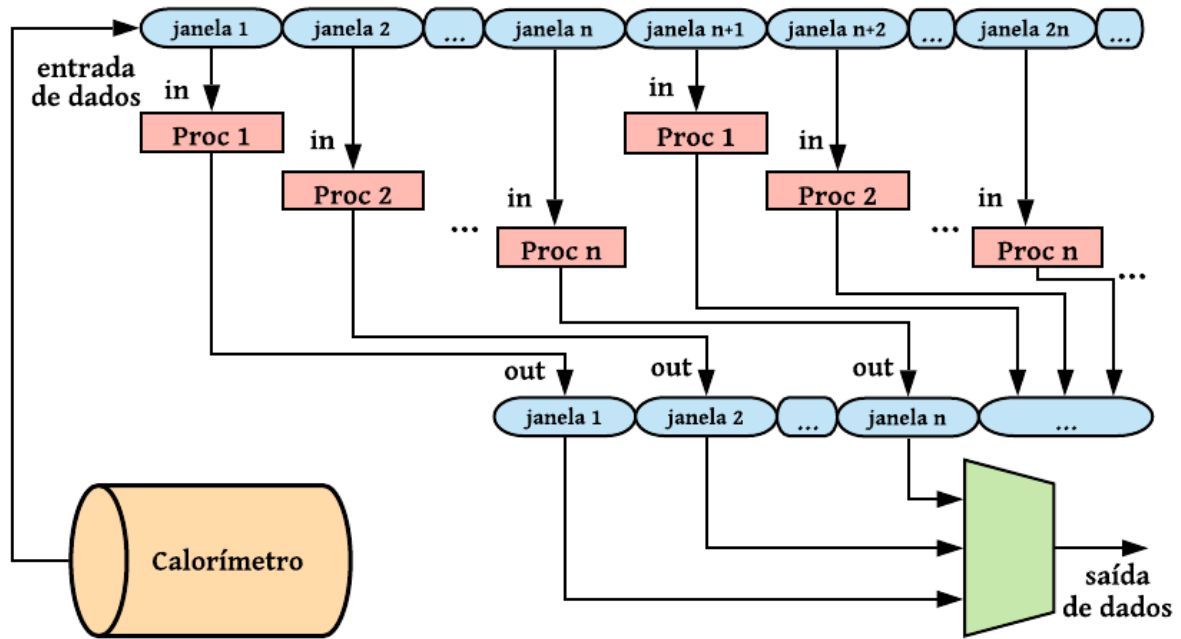 janela 1
janela 2
...
janela n
janela n+1
janela n+2
...
janela 2n
...
entrada
de dados
in
in
in
in
in
in
Proc 1
Proc 2
...
Proc n
Proc 1
Proc 2
...
Proc n
...
out
out
out
janela 1
janela 2
...
janela n
...
Calorímetro
saída
de dados